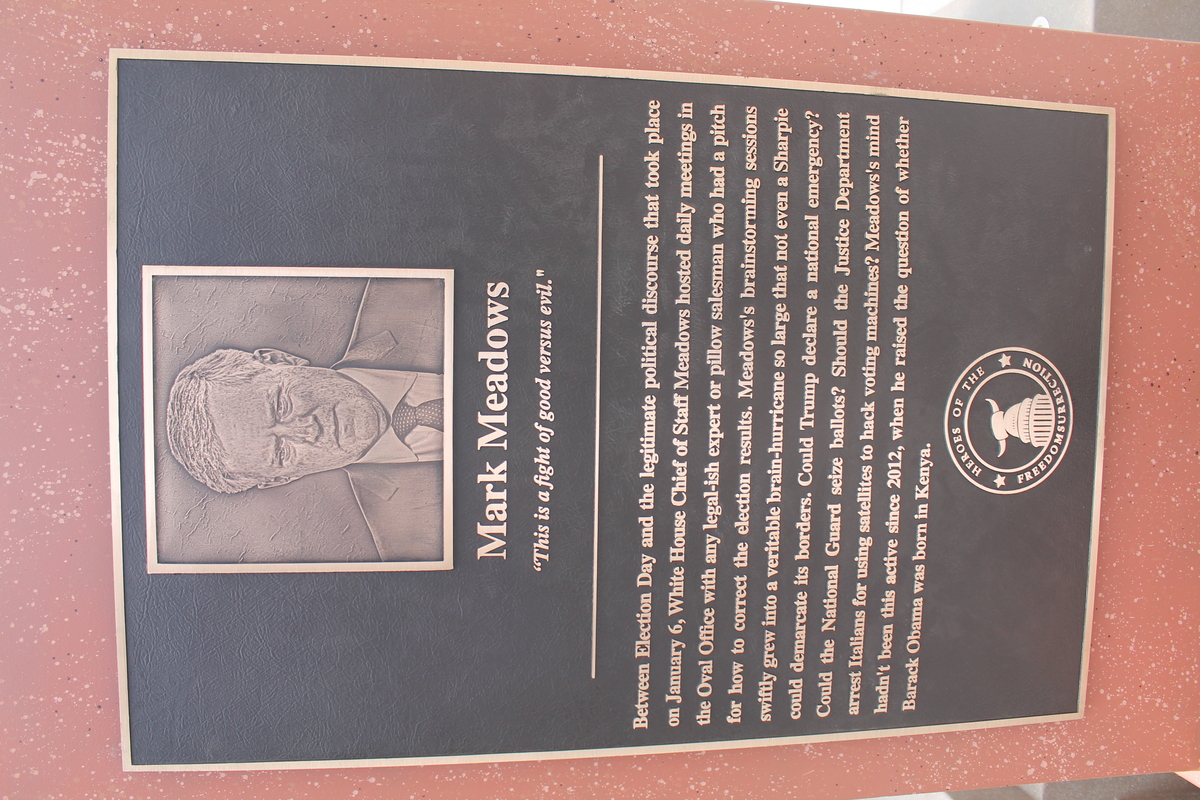 Mark Meadows
“This is a fight of good versus evil."
Between Election Day and the legitimate political discourse that took place
on January 6, White House Chief of Staff Meadows hosted daily meetings in
the Oval Office with any legal-ish expert or pillow salesman who had a pitch
for how to correct the election results. Meadows's brainstorming sessions
swiftly grew into a veritable brain-hurricane so large that not even a Sharpie
could demarcate its borders. Could Trump declare a national emergency?
Could the National Guard seize ballots? Should the Justice Department
arrest Italians for using satellites to hack voting machines? Meadows's mind
hadn't been this active since 2012, when he raised the question of whether
Barack Obama was born in Kenya.
HEROES OF THE
FREEDOMSURRECTION